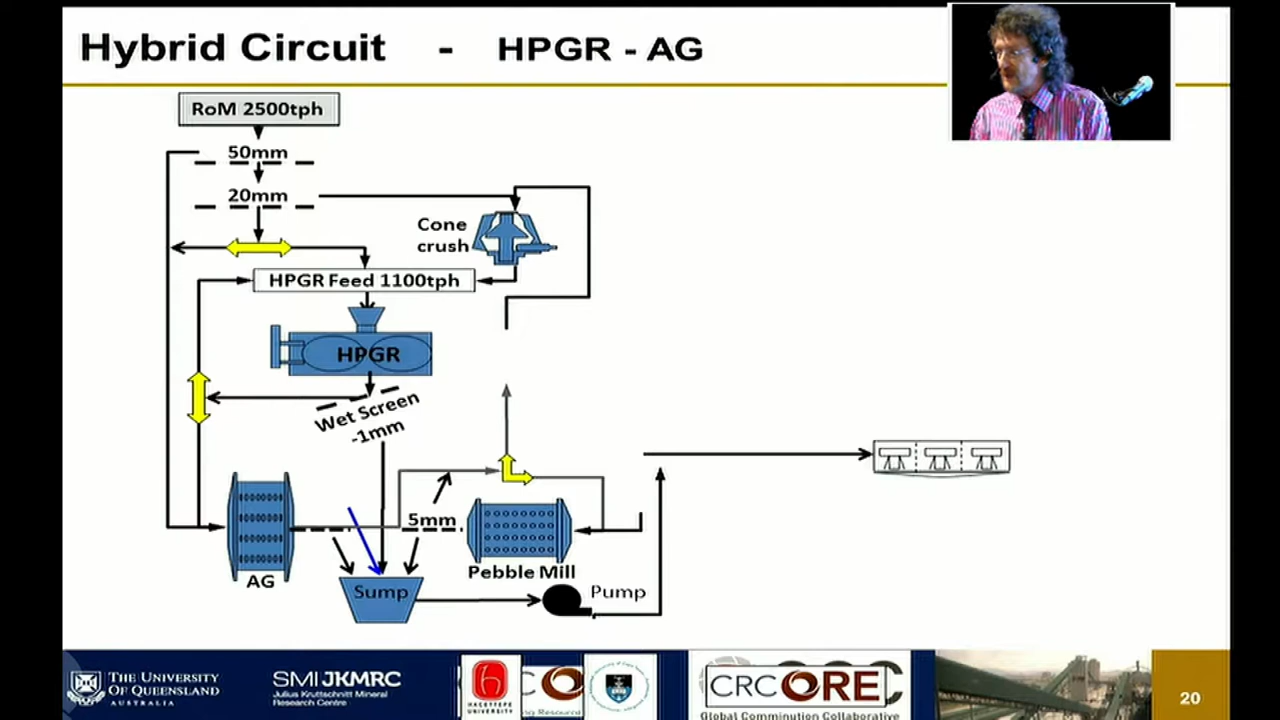 Hybrid Circuit - HPGR - AG
RoM 2500tph
50mm
20mm
Cone
crush
HPGR Feed 1100tph
HPGR
Wet Screen
-1mm
5mm
AG
Pebble Mill
Sump
Pump
THE UNIVERSITY
OF QUEENSLAND
AUSTRALIA
SMI JKMRC
Julius Kruttschnitt Mineral
Research Centre
HACETTEPE
UNIVERSITY
CRC ORE
Global Comminution Collaborative
20